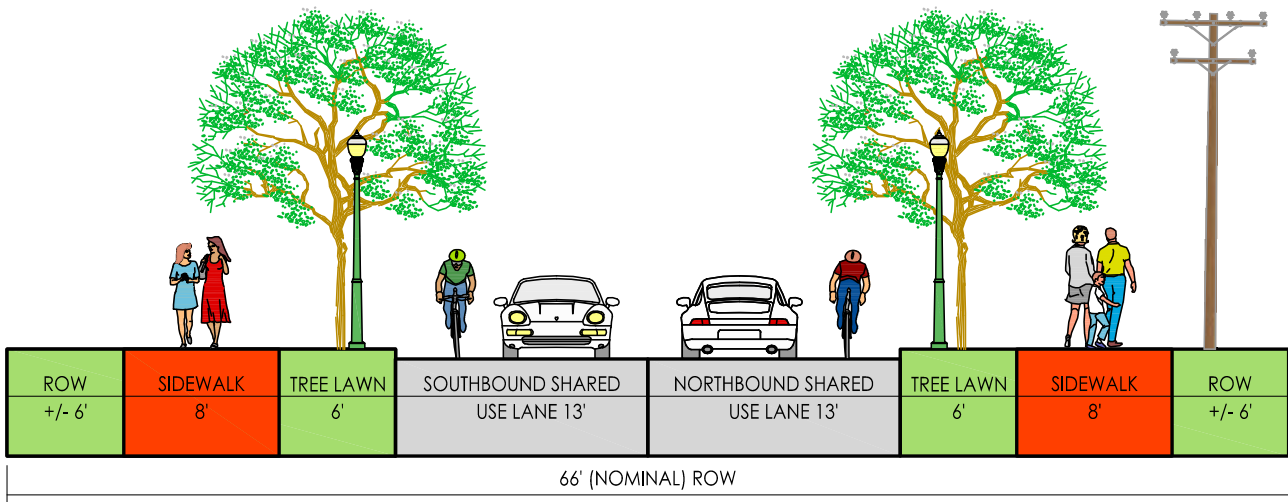 ROW
+/- 6'
SIDEWALK
8'
TREE LAWN
6'
SOUTHBOUND SHARED
USE LANE 13'
NORTHBOUND SHARED
USE LANE 13'
TREE LAWN
6'
SIDEWALK
8'
ROW
+/- 6'
66' (NOMINAL) ROW